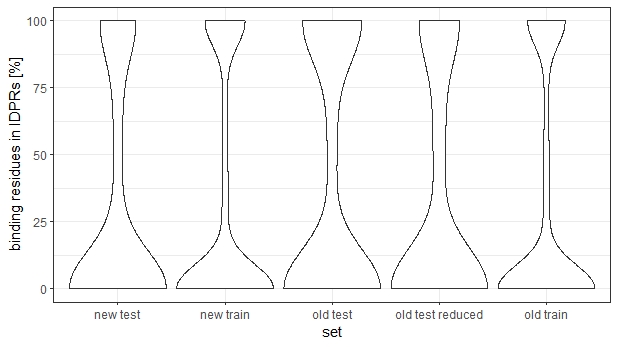 binding residues in IDPRs [%]
100
75
50
25
0
new test new train old test old test reduced old train
set